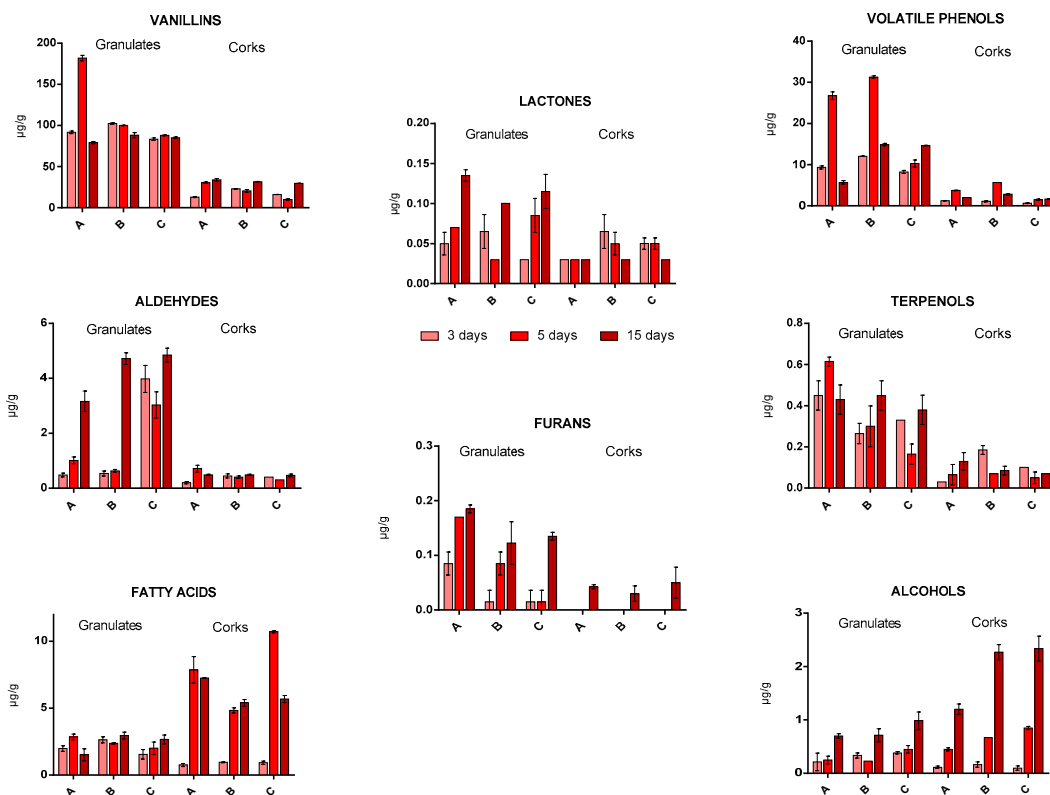 VANILLINS
Granulates Corks
200
150
100
50
0
µg/g
A B C A B C
LACTONES
Granulates Corks
0.20
0.15
0.10
0.05
0.00
µg/g
A B C A B C
VOLATILE PHENOLS
Granulates Corks
40
30
20
10
0
µg/g
A B C A B C
ALDEHYDES
Granulates Corks
6
4
2
0
µg/g
A B C A B C
3 days 5 days 15 days
TERPENOLS
Granulates Corks
0.8
0.6
0.4
0.2
0.0
µg/g
A B C A B C
FURANS
Granulates Corks
0.3
0.2
0.1
0.0
µg/g
A B C A B C
FATTY ACIDS
Granulates Corks
10
5
0
µg/g
A B C A B C
ALCOHOLS
Granulates Corks
3
2
1
0
µg/g
A B C A B C